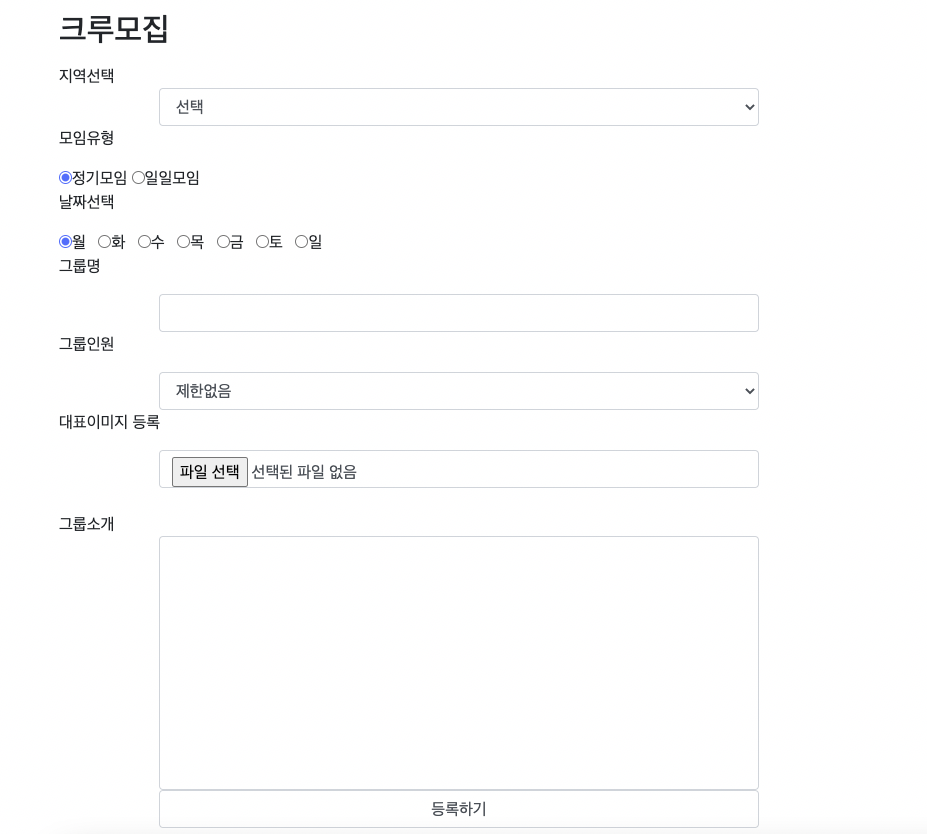 크루모집
지역선택
선택
모임유형
정기모임 일일모임
날짜선택
월 화 수 목 금 토 일
그룹명
그룹인원
제한없음
대표이미지 등록
파일 선택 선택된 파일 없음
그룹소개
등록하기